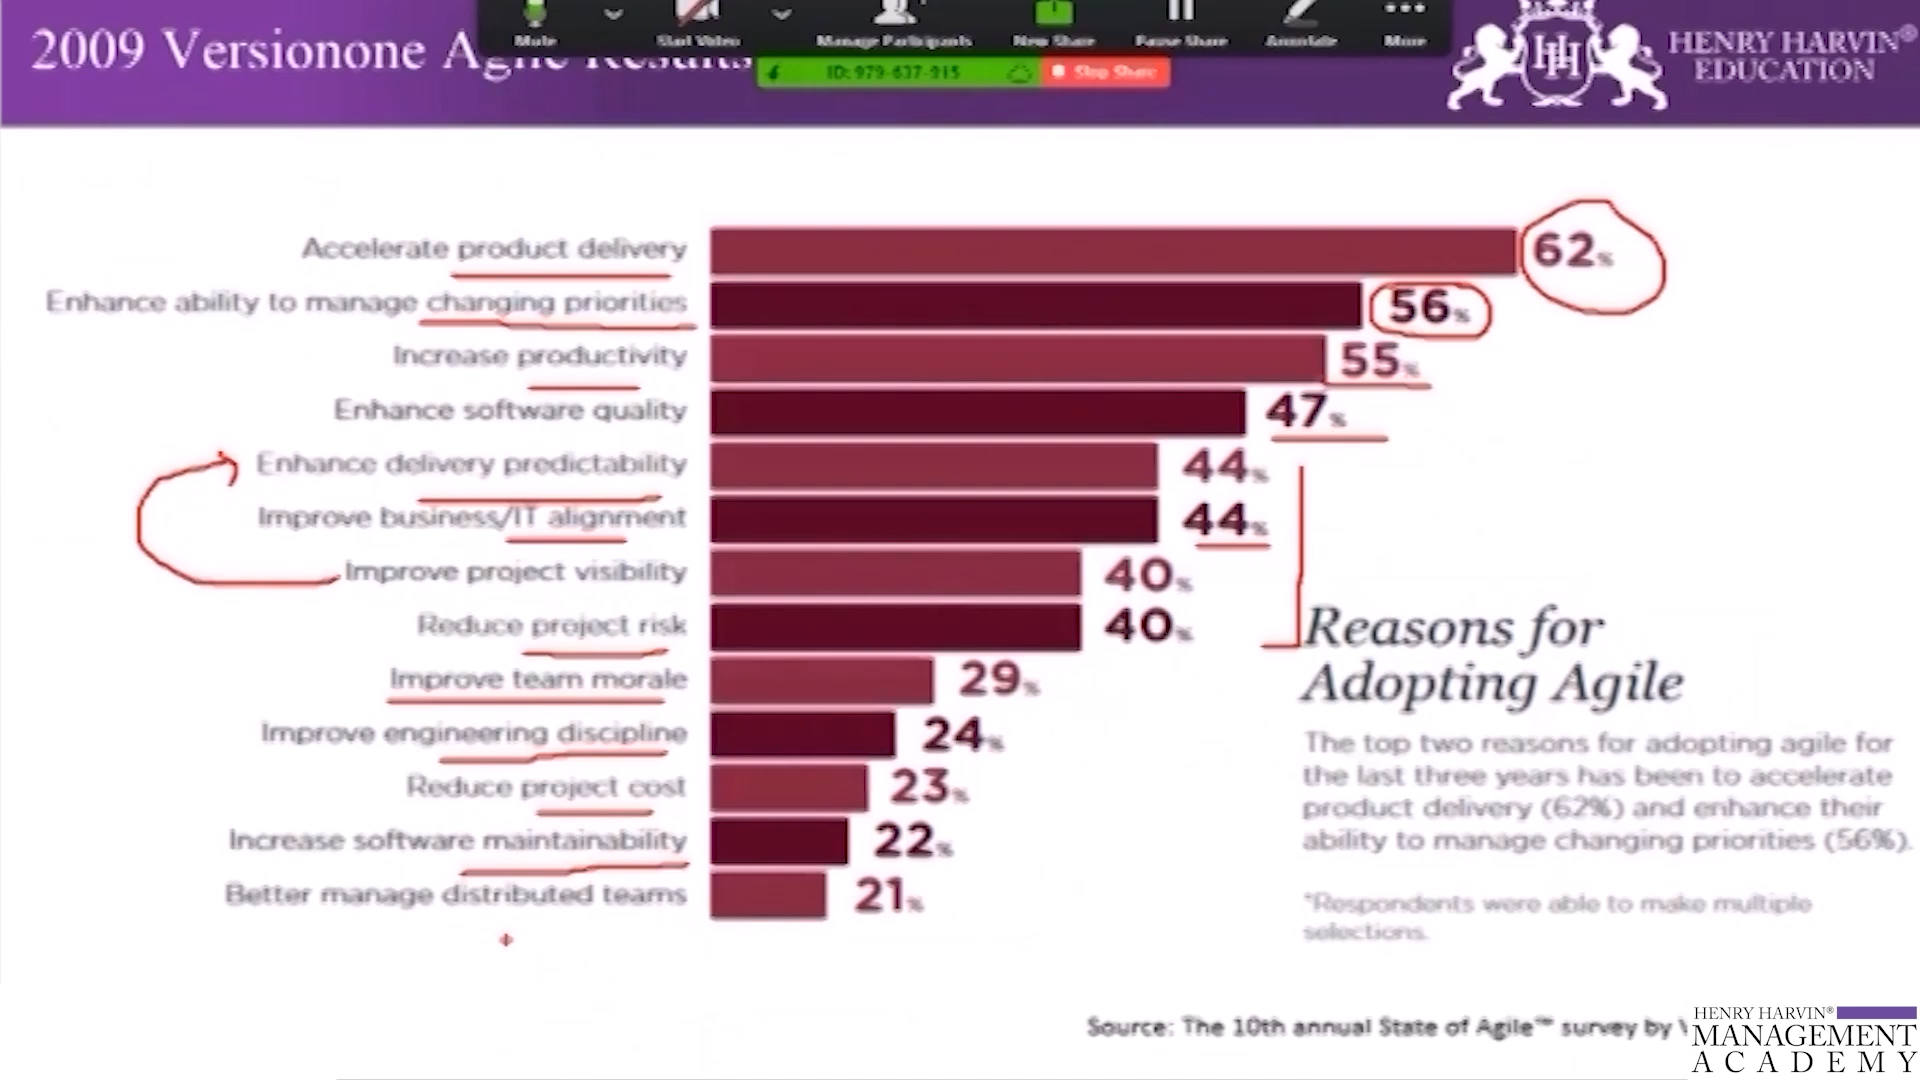 Mute
Start Video
Manage Participants
New Share
Pause Share
Annotate
More
2009 Versionone Agile Results
ID: 979-637-915
Stop Share
HENRY HARVIN®
EDUCATION
Accelerate product delivery 62%
Enhance ability to manage changing priorities 56%
Increase productivity 55%
Enhance software quality 47%
Enhance delivery predictability 44%
Improve business/IT alignment 44%
Improve project visibility 40%
Reduce project risk 40%
Improve team morale 29%
Improve engineering discipline 24%
Reduce project cost 23%
Increase software maintainability 22%
Better manage distributed teams 21%
Reasons for
Adopting Agile
The top two reasons for adopting agile for
the last three years has been to accelerate
product delivery (62%) and enhance their
ability to manage changing priorities (56%).
*Respondents were able to make multiple
selections.
Source: The 10th annual State of Agile™ survey by
HENRY HARVIN®
MANAGEMENT
ACADEMY